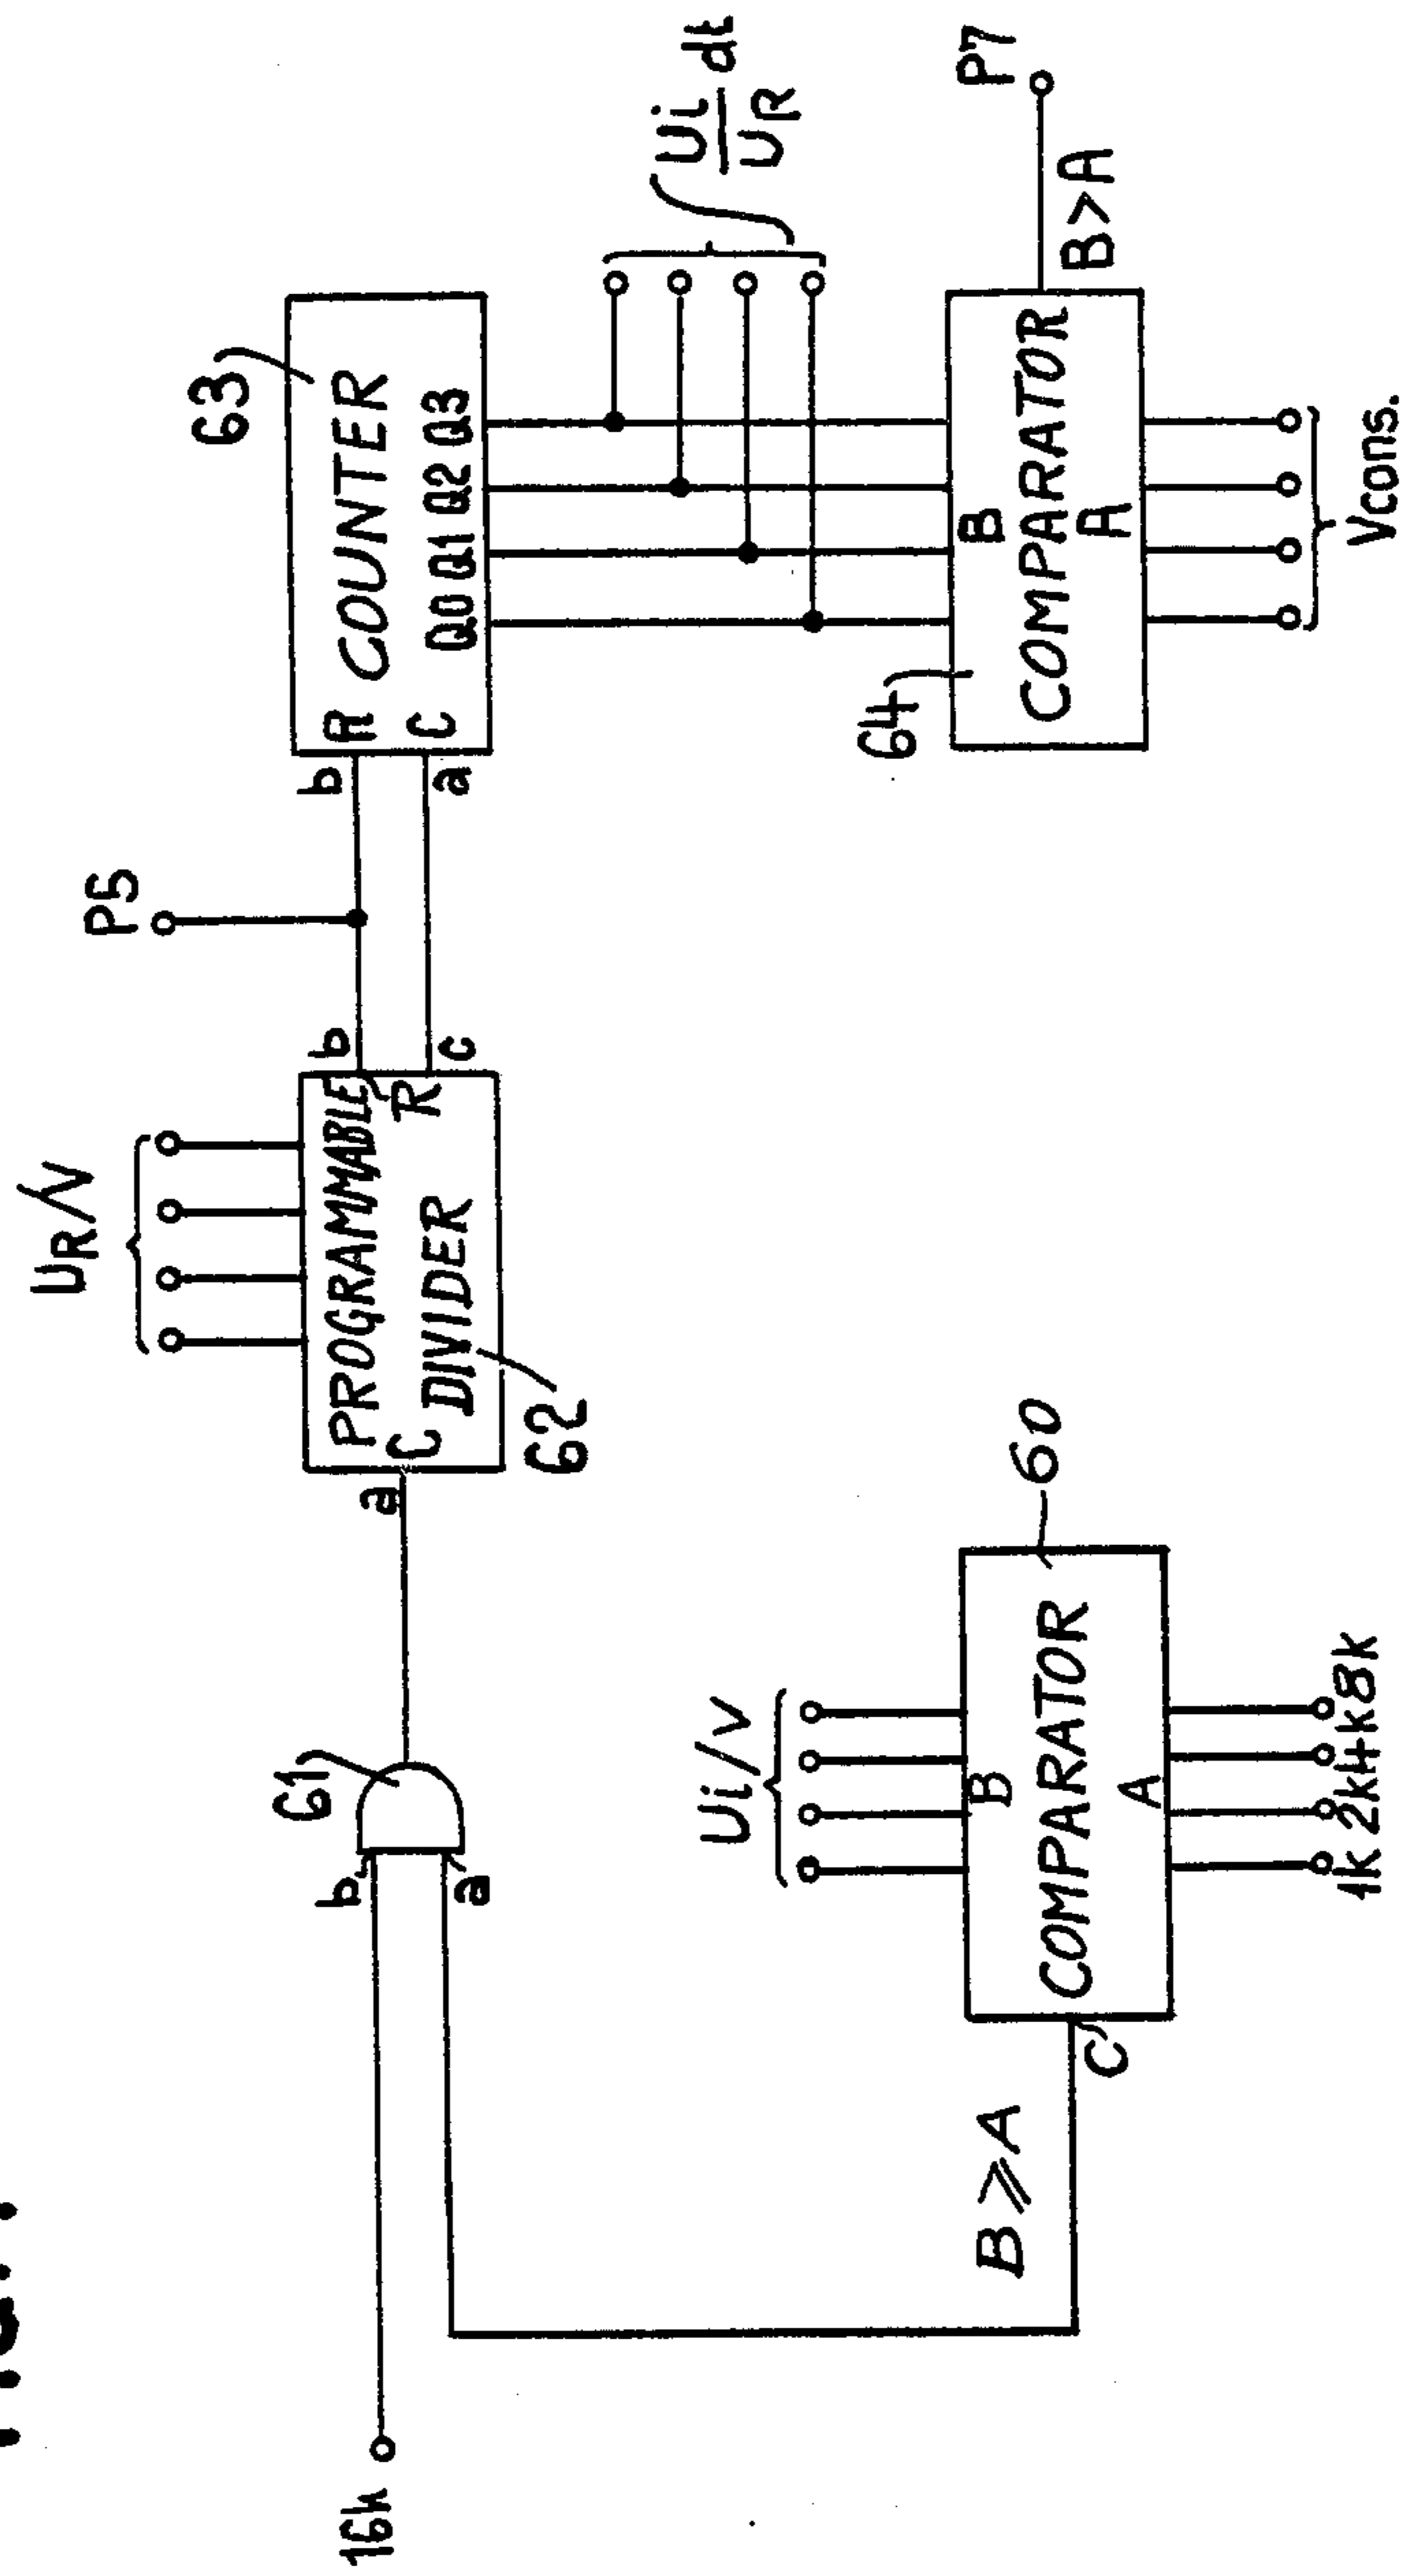 16k
b
a
61
B ⩾ A
c
Ui/v
B
COMPARATOR
A
60
1k 2k 4k 8k
UR/V
a
C
PROGRAMMABLE
DIVIDER
R
b
c
62
P5
b
a
R
C
COUNTER
Q0 Q1 Q2 Q3
63
∫ Ui/UR dt
64
B
COMPARATOR
A
B>A
P7
Vcons.